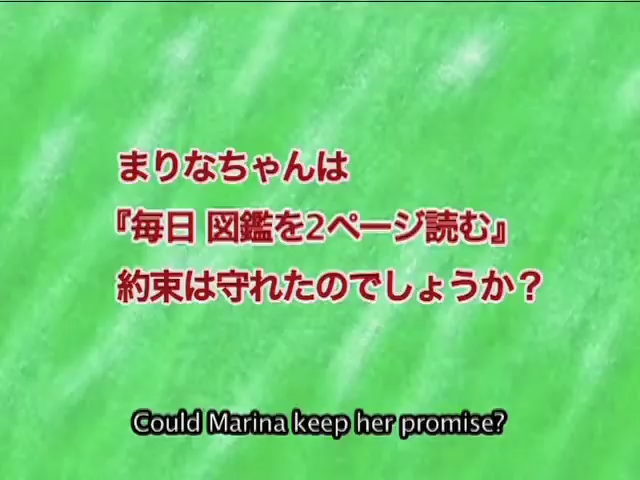 まりなちゃんは
『毎日 図鑑を2ページ読む』
約束は守れたのでしょうか？
Could Marina keep her promise?